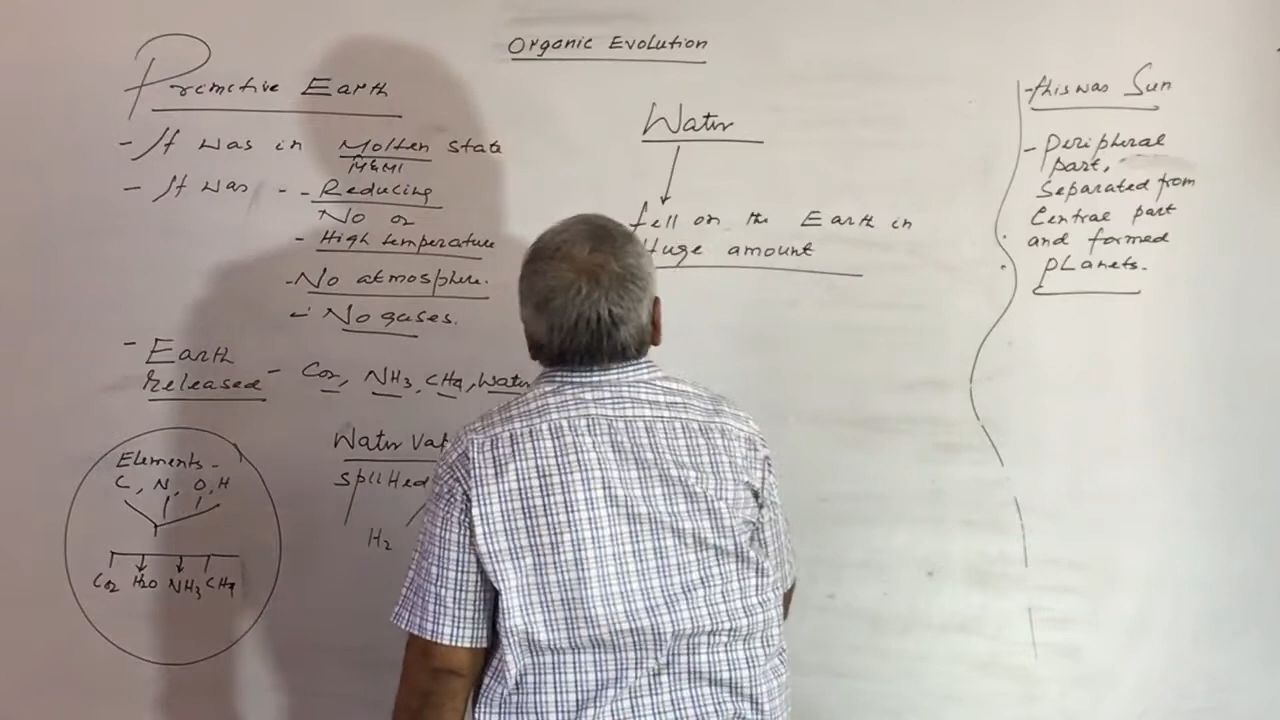 Organic Evolution
Primitive Earth
- It was in Molten state
- It was -- Reducing
No O2
- High temperature
- No atmosphere.
- No gases.
- Earth
released - CO2, NH3, CH4, Water
Elements -
C, N, O, H
CO2 H2O NH3 CH4
Water
H2
Water
fell on the Earth in
Huge amount
- this was Sun
- Peripheral
part,
Separated from
Central part
and formed
planets.